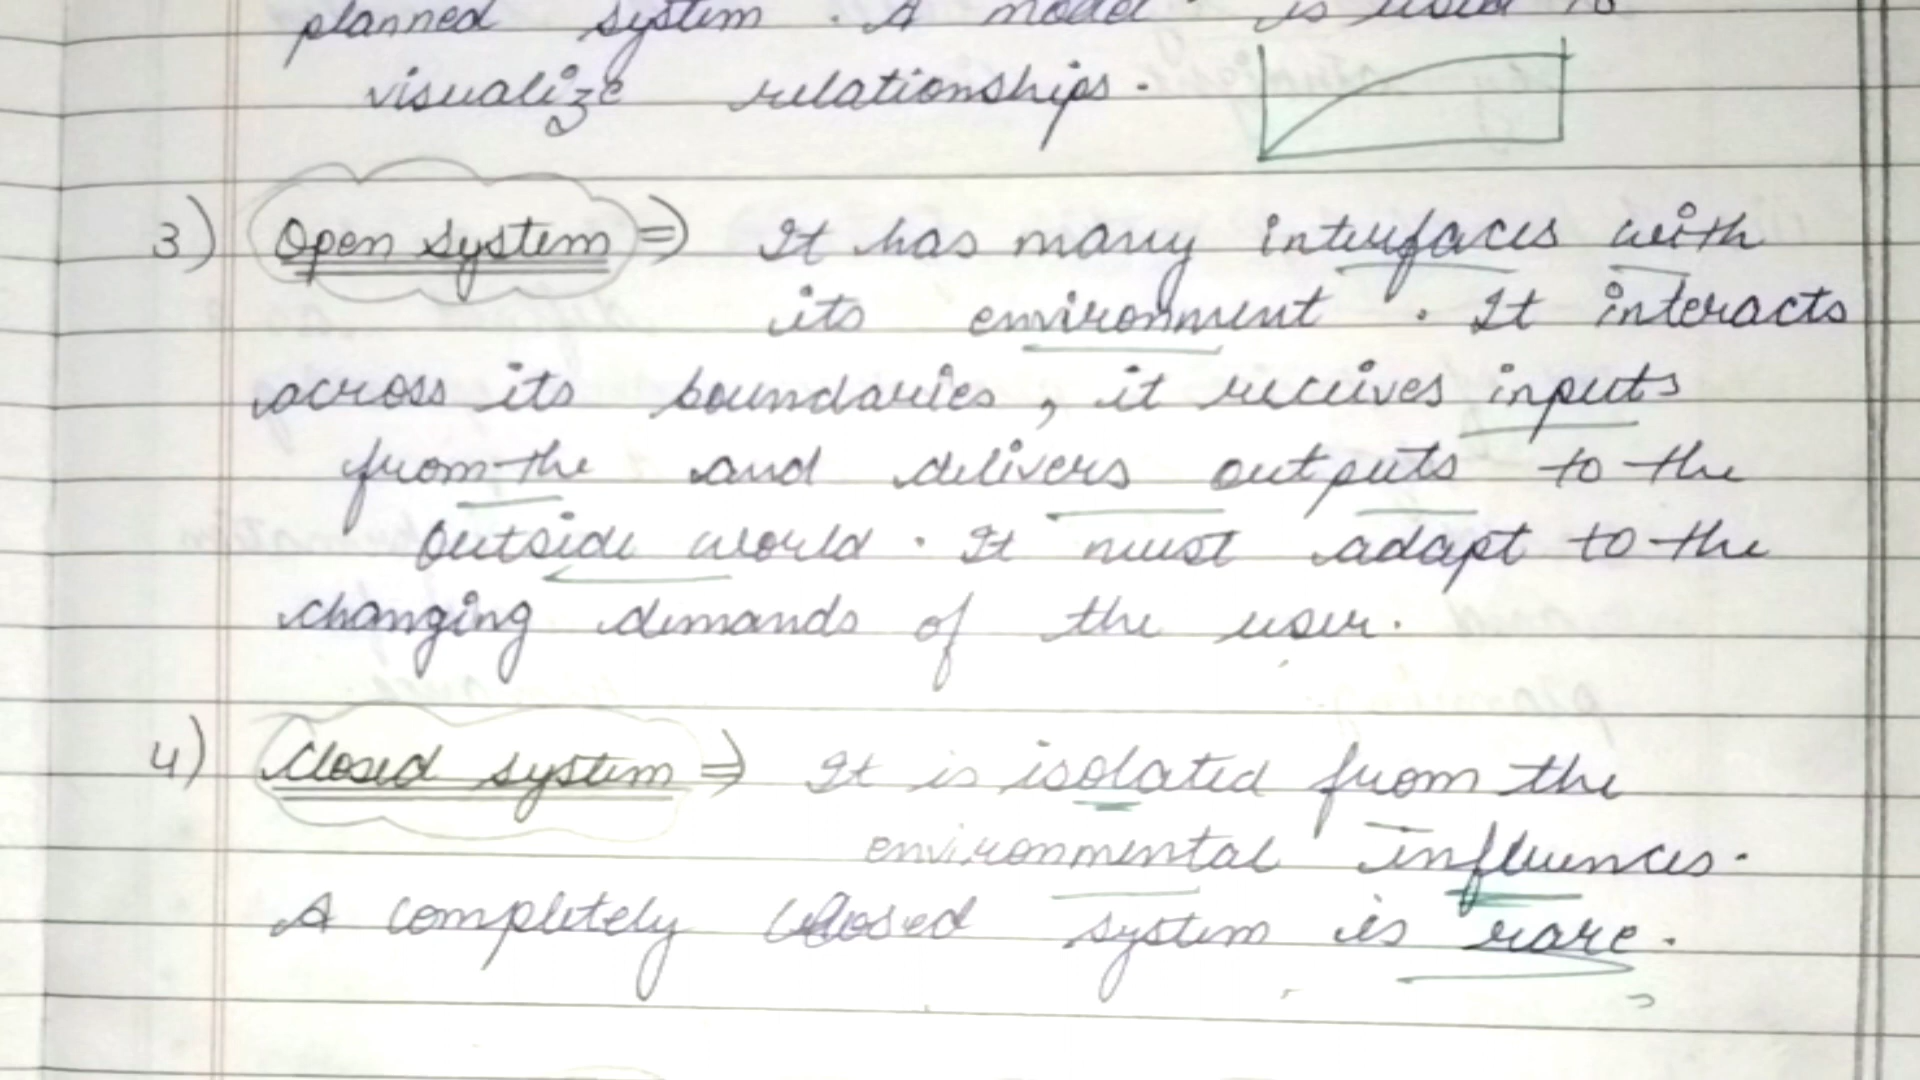 planned system. A model is used to
visualize relationships.
3) Open system => It has many interfaces with
its environment. It interacts
across its boundaries, it receives inputs
from the and delivers outputs to the
outside world. It must adapt to the
changing demands of the user.
4) Closed system => It is isolated from the
environmental influences.
A completely closed system is rare.